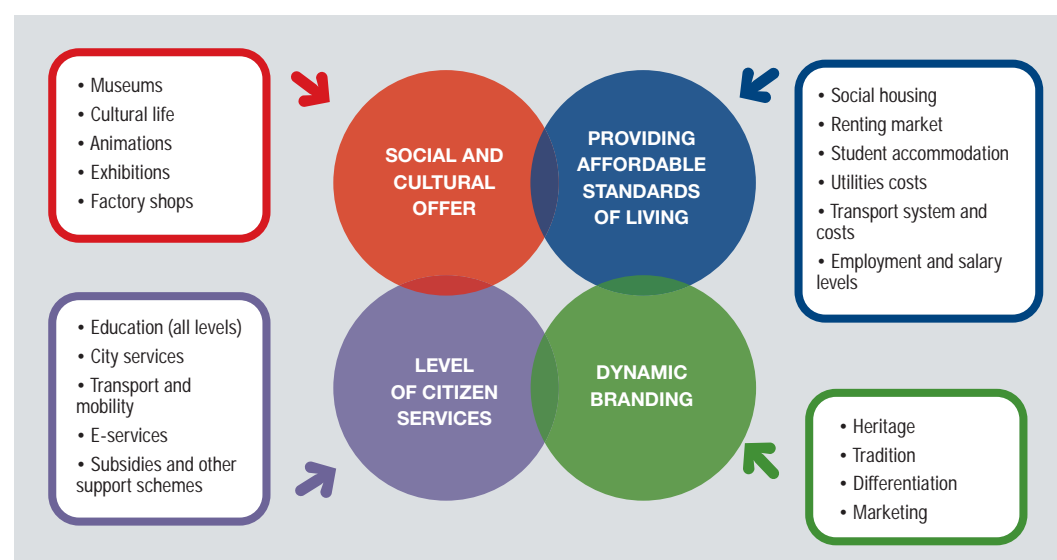 • Museums
• Cultural life
• Animations
• Exhibitions
• Factory shops
SOCIAL AND
CULTURAL
OFFER
PROVIDING
AFFORDABLE
STANDARDS
OF LIVING
• Social housing
• Renting market
• Student accommodation
• Utilities costs
• Transport system and
costs
• Employment and salary
levels
• Education (all levels)
• City services
• Transport and
mobility
• E-services
• Subsidies and other
support schemes
LEVEL
OF CITIZEN
SERVICES
DYNAMIC
BRANDING
• Heritage
• Tradition
• Differentiation
• Marketing